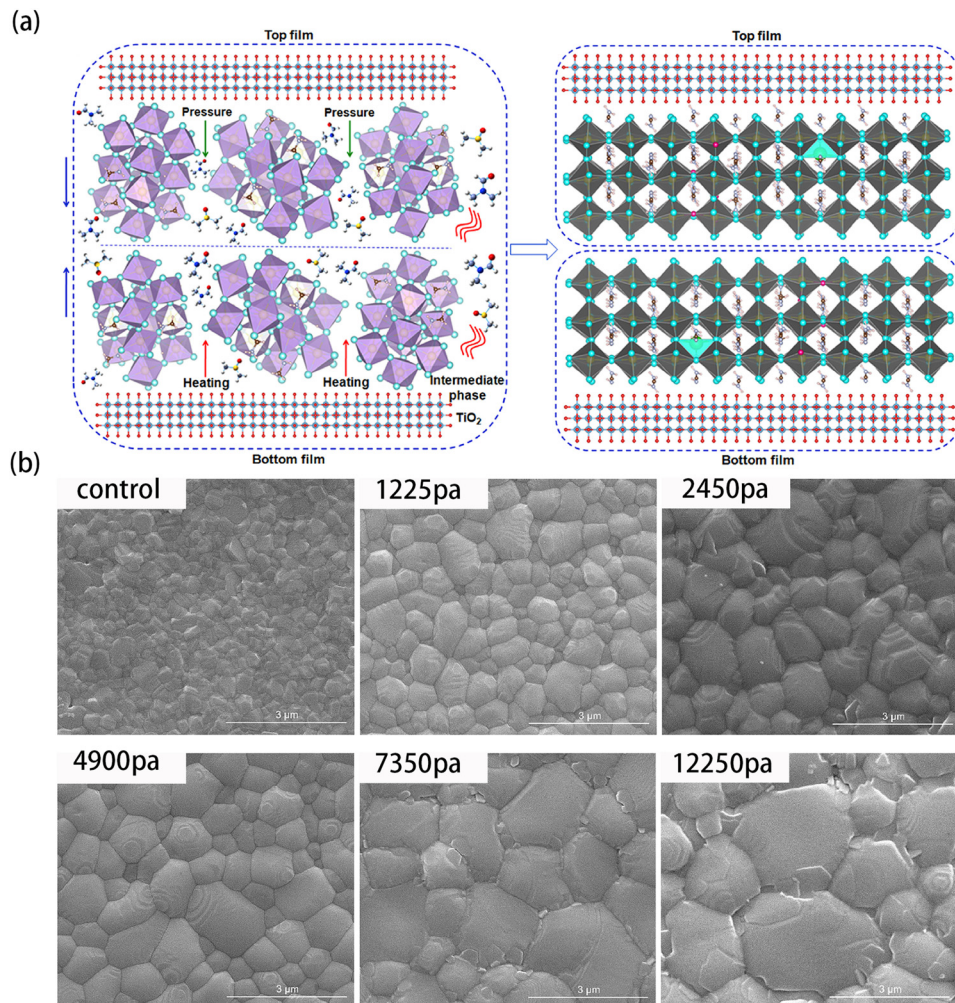 (a)
Top film
Pressure
Pressure
Heating
Heating
Intermediate
phase
TiO2
Bottom film
Top film
Bottom film
(b)
control
1225pa
2450pa
3 μm
3 μm
3 μm
4900pa
7350pa
12250pa
3 μm
3 μm
3 μm